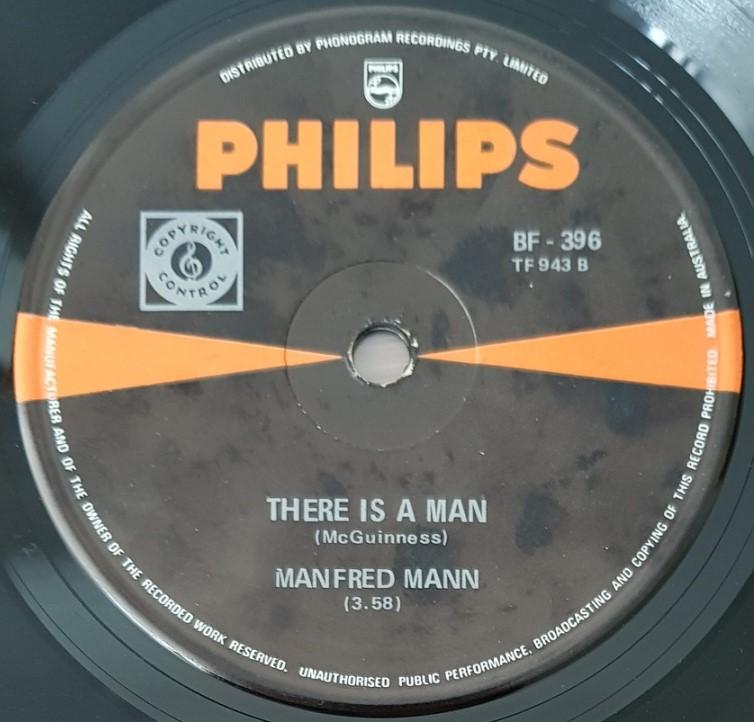 DISTRIBUTED BY PHONOGRAM RECORDINGS PTY. LIMITED
PHILIPS
PHILIPS
COPYRIGHT
CONTROL
BF - 396
TF 943 B
THERE IS A MAN
(McGuinness)
MANFRED MANN
(3.58)
ALL RIGHTS OF THE MANUFACTURER AND OF THE OWNER OF THE RECORDED WORK RESERVED. UNAUTHORISED PUBLIC PERFORMANCE, BROADCASTING AND COPYING OF THIS RECORD PROHIBITED MADE IN AUSTRALIA.